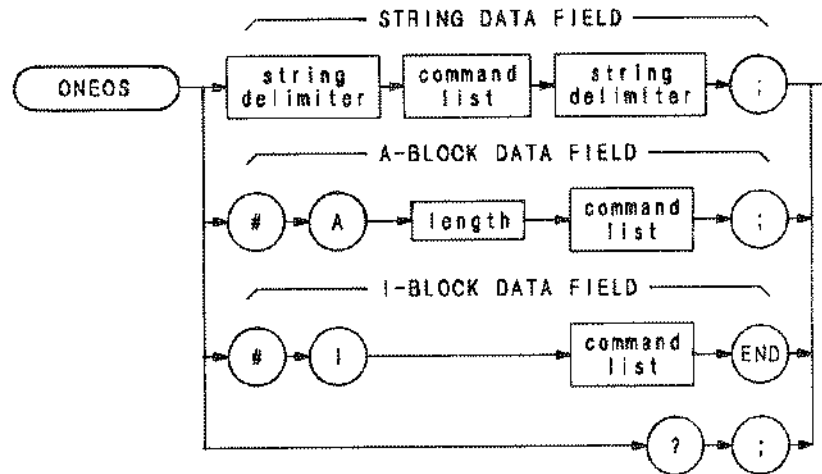 STRING DATA FIELD
ONEOS
string delimiter
command list
string delimiter
;
A-BLOCK DATA FIELD
#
A
length
command list
;
I-BLOCK DATA FIELD
#
I
command list
END
?
;